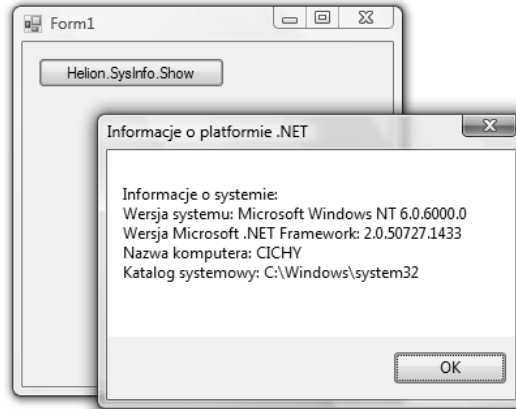 Form1
Helion.SysInfo.Show
Informacje o platformie .NET
Informacje o systemie:
Wersja systemu: Microsoft Windows NT 6.0.6000.0
Wersja Microsoft .NET Framework: 2.0.50727.1433
Nazwa komputera: CICHY
Katalog systemowy: C:\Windows\system32
OK